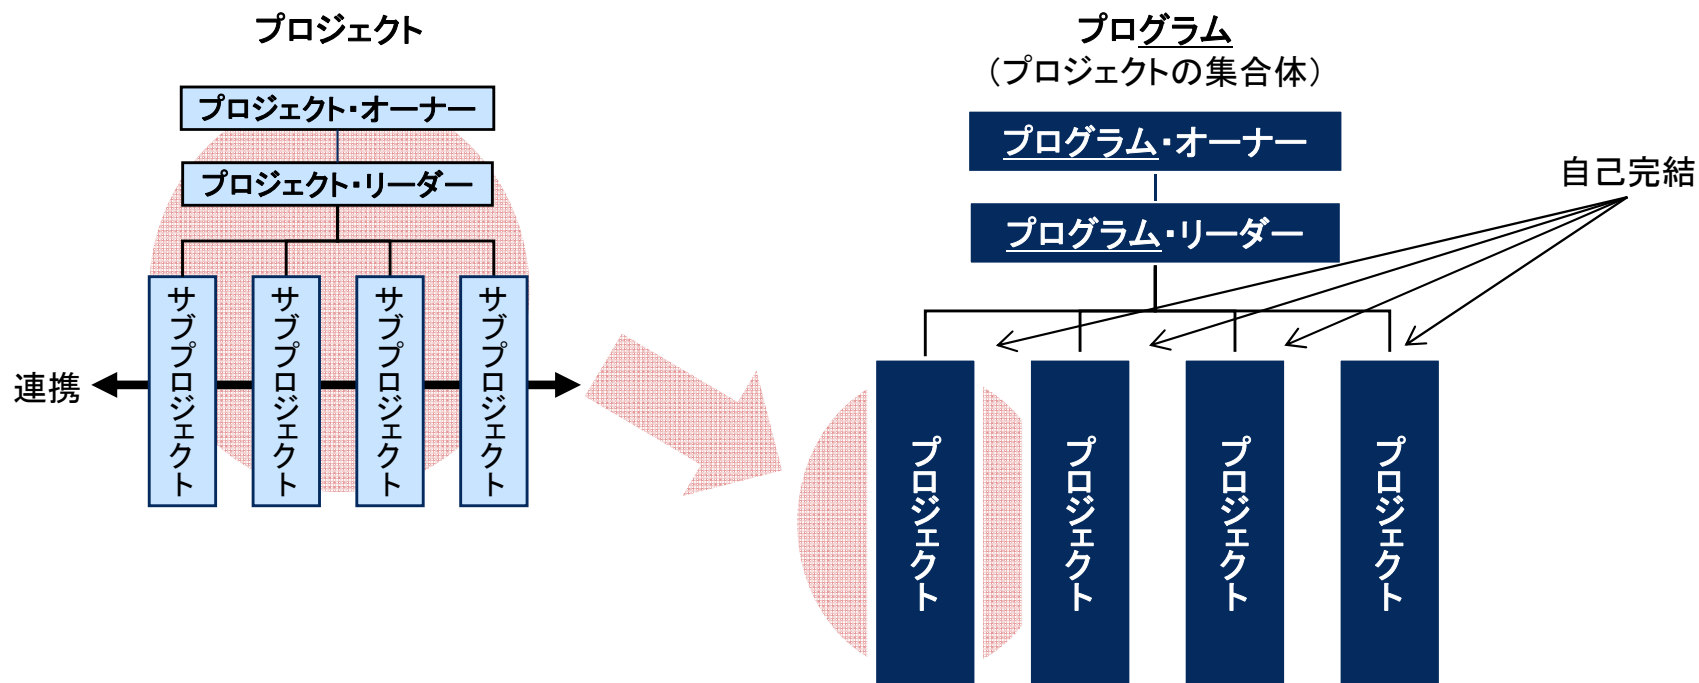 プロジェクト
プロジェクト・オーナー
プロジェクト・リーダー
サブプロジェクト
サブプロジェクト
サブプロジェクト
サブプロジェクト
連携
プログラム
（プロジェクトの集合体）
プログラム・オーナー
プログラム・リーダー
自己完結
プロジェクト
プロジェクト
プロジェクト
プロジェクト